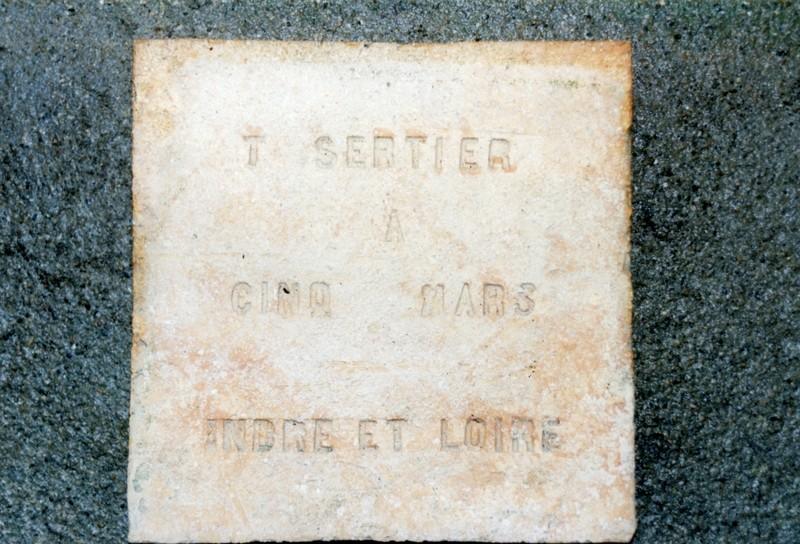 T SERTIER
A
CINQ MARS
INDRE ET LOIRE